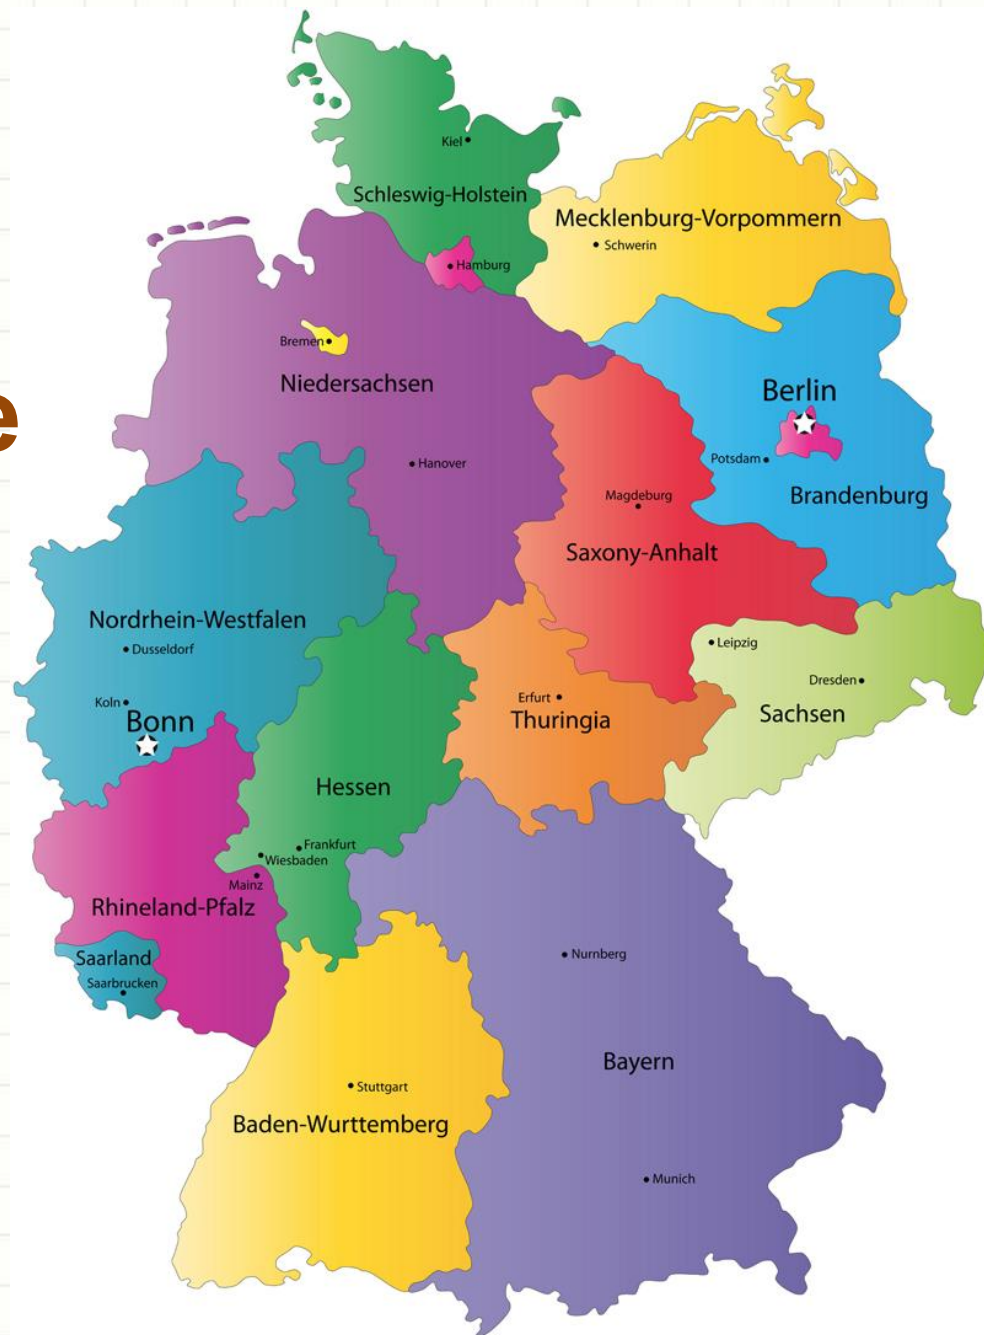 Kiel
Schleswig-Holstein
Mecklenburg-Vorpommern
Schwerin
Hamburg
Bremen
Niedersachsen
Berlin
e
Hanover
Potsdam
Magdeburg
Brandenburg
Saxony-Anhalt
Nordrhein-Westfalen
Dusseldorf
Leipzig
Dresden
Erfurt
Koln
Bonn
Thuringia
Sachsen
Hessen
Frankfurt
Wiesbaden
Mainz
Rhineland-Pfalz
Saarland
Saarbrucken
Nurnberg
Bayern
Stuttgart
Baden-Wurttemberg
Munich